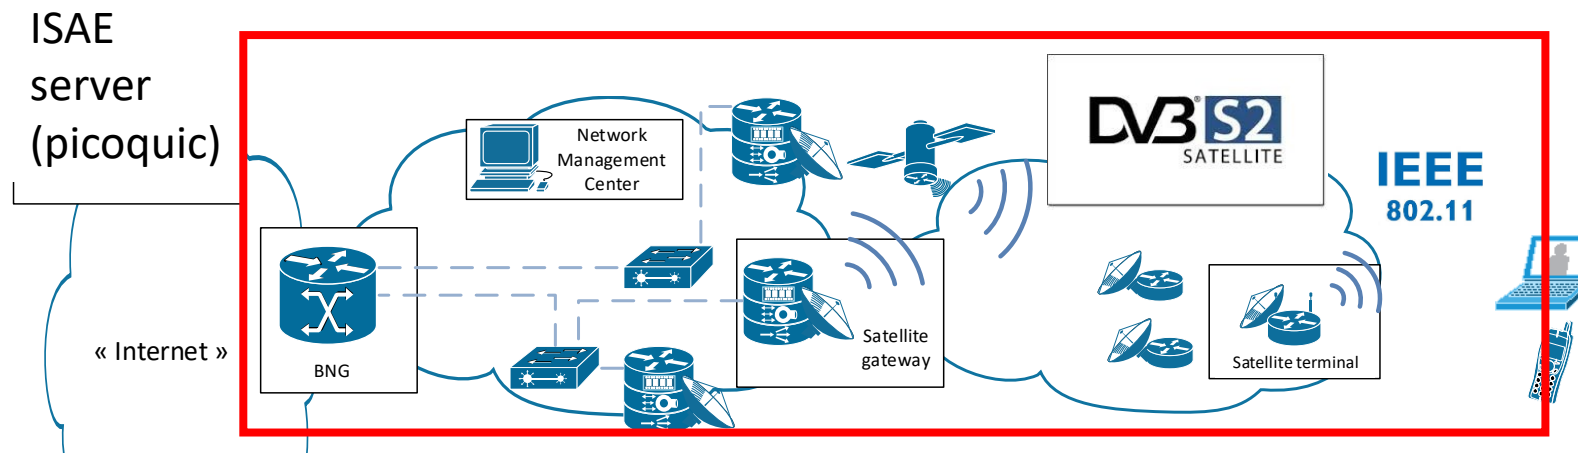 ISAE
server
(picoquic)
« Internet »
BNG
Network
Management
Center
Satellite
gateway
DVB S2
SATELLITE
IEEE
802.11
Satellite terminal